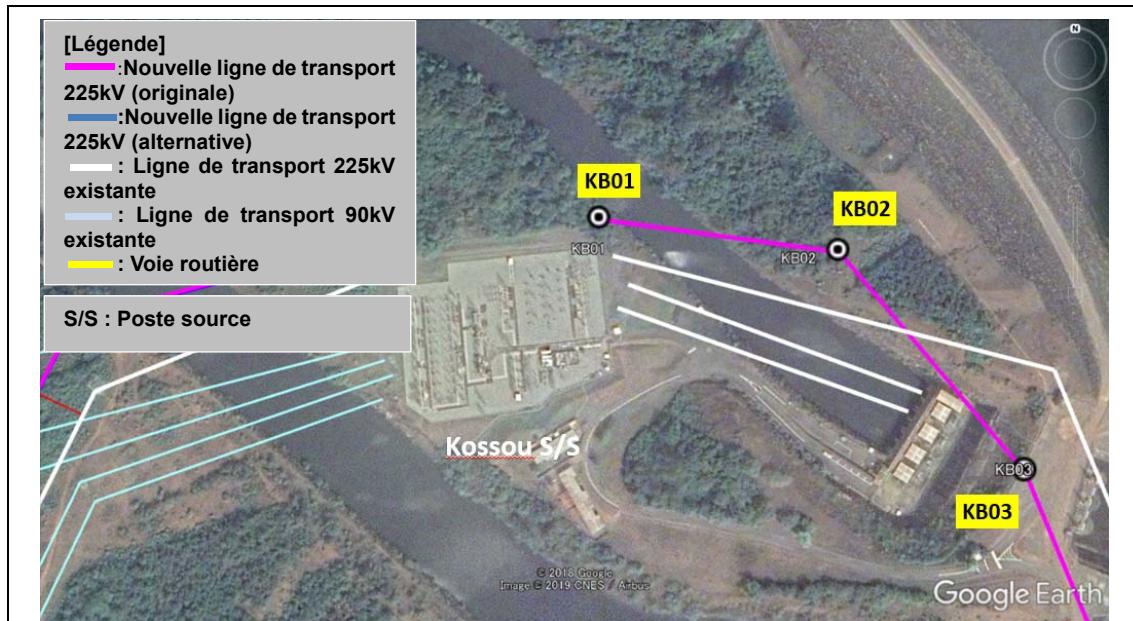 [Légende]
:Nouvelle ligne de transport
225kV (originale)
:Nouvelle ligne de transport
225kV (alternative)
: Ligne de transport 225kV
existante
: Ligne de transport 90kV
existante
: Voie routière
S/S : Poste source
N
KB01
KB01
KB02
KB02
Kossou S/S
KB03
KB03
© 2018 Google
Image © 2019 CNES / Airbus
Google Earth